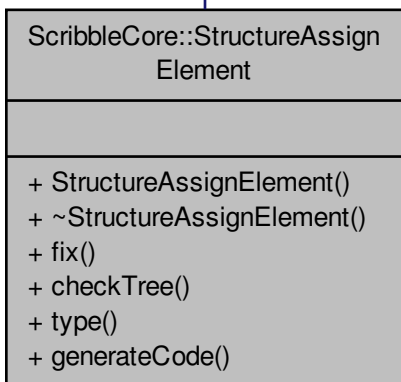 ScribbleCore::StructureAssign
Element
+ StructureAssignElement()
+ ~StructureAssignElement()
+ fix()
+ checkTree()
+ type()
+ generateCode()